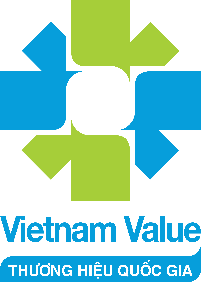 Vietnam Value
THƯƠNG HIỆU QUỐC GIA